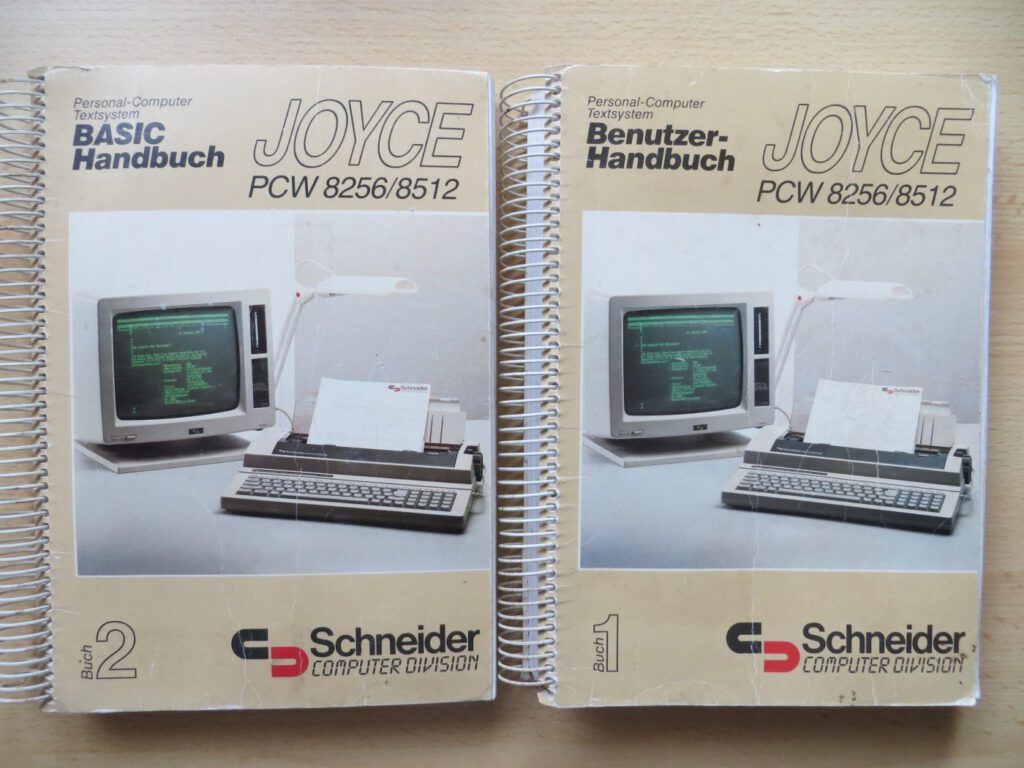 Personal-Computer
Textsystem
BASIC
Handbuch
JOYCE
PCW 8256/8512
Schneider
Buch 2
Schneider
COMPUTER DIVISION
Personal-Computer
Textsystem
Benutzer-
Handbuch
JOYCE
PCW 8256/8512
Schneider
Buch 1
Schneider
COMPUTER DIVISION